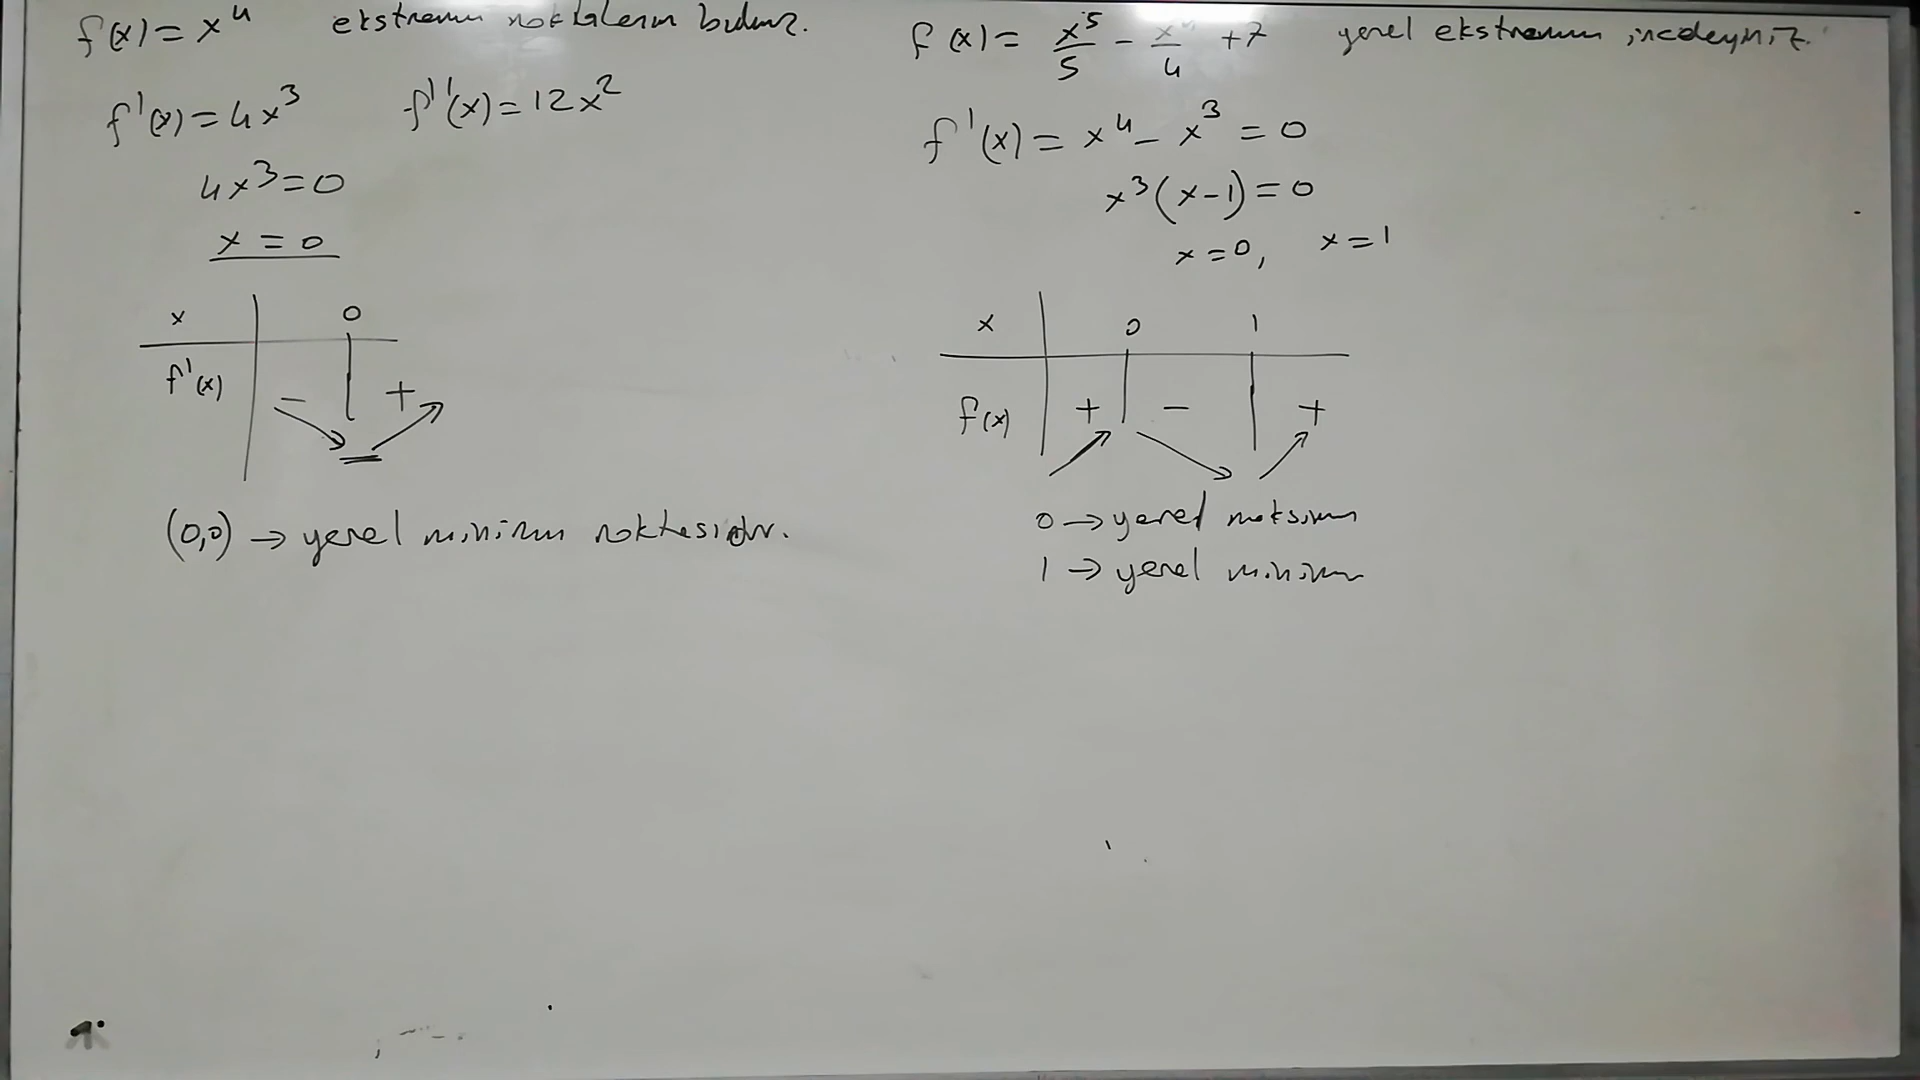 f(x) = x⁴ ekstremum noktalarını bulunuz.
f'(x) = 4x³ f''(x) = 12x²
4x³ = 0
x = 0
x 0
f'(x) - +
(0,0) → yerel minimum noktasıdır.
f(x) = x⁵/5 - x⁴/4 + 7 yerel ekstremum inceleyiniz.
f'(x) = x⁴ - x³ = 0
x³(x-1) = 0
x = 0, x = 1
x 0 1
f(x) + - +
0 → yerel maksimum
1 → yerel minimum